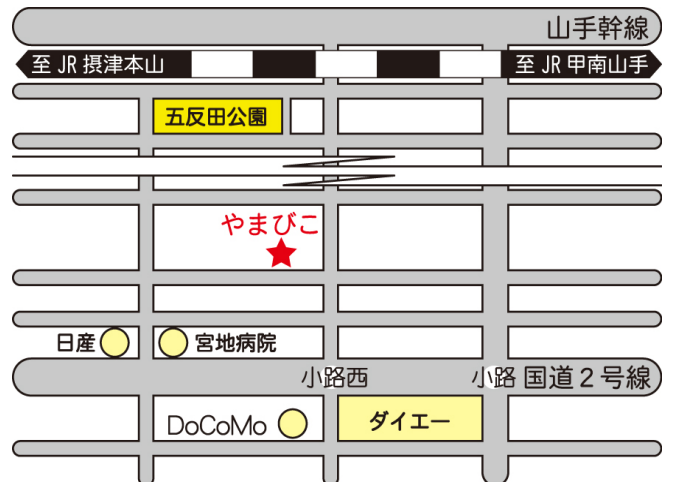 山手幹線
至 JR 摂津本山
至 JR 甲南山手
五反田公園
やまびこ
日産
宮地病院
小路西
小路
国道２号線
DoCoMo
ダイエー